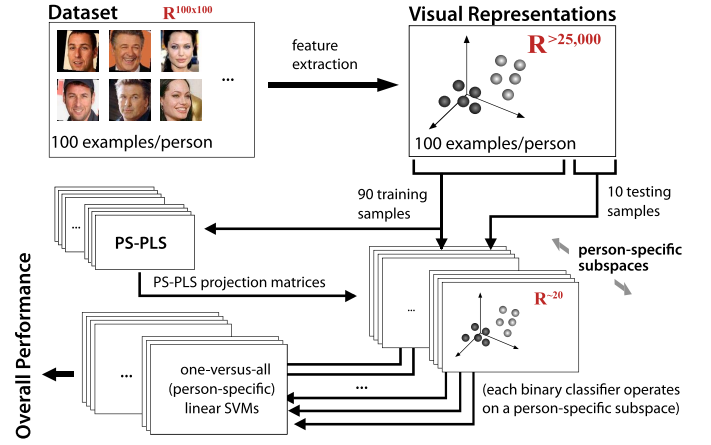 Dataset
R^100x100
...
100 examples/person
feature
extraction
Visual Representations
R^>25,000
100 examples/person
90 training
samples
10 testing
samples
...
PS-PLS
PS-PLS projection matrices
person-specific
subspaces
...
R^~20
Overall Performance
...
one-versus-all
(person-specific)
linear SVMs
...
(each binary classifier operates
on a person-specific subspace)